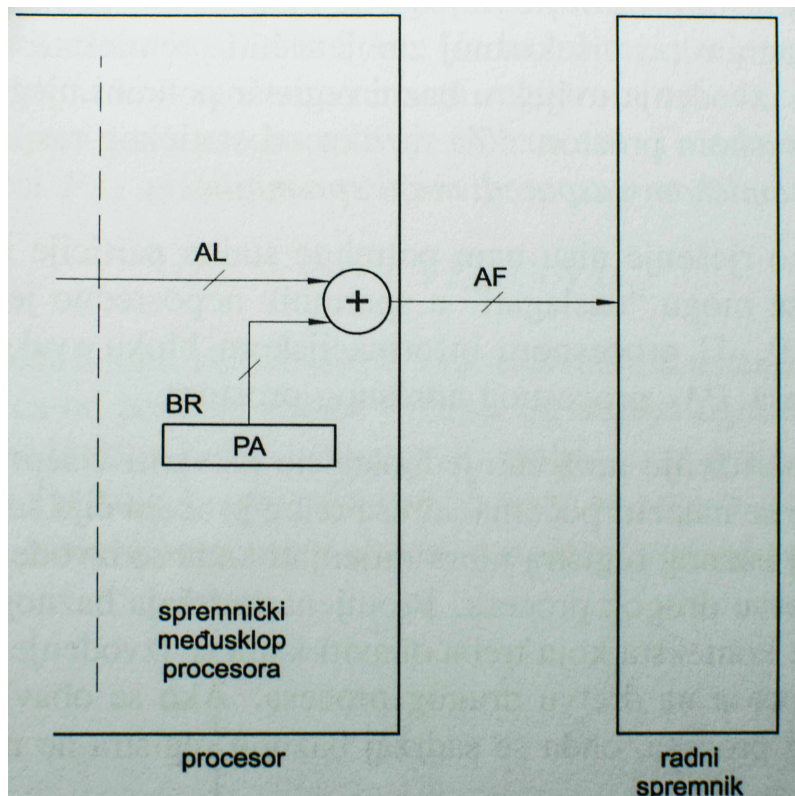 AL
AF
+
BR
PA
spremnički
međusklop
procesora
procesor
radni
spremnik